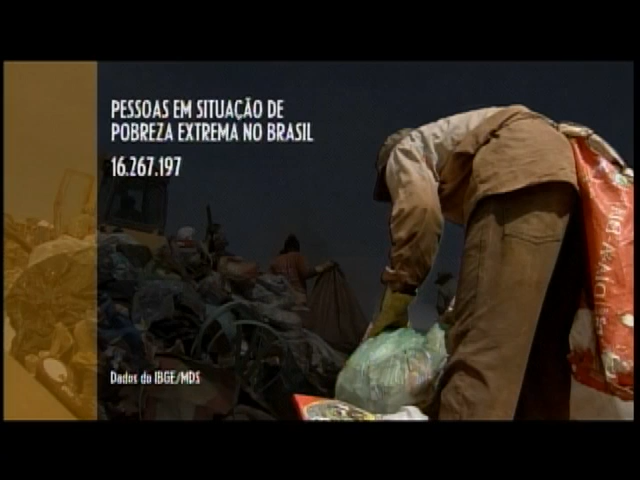 PESSOAS EM SITUAÇÃO DE
POBREZA EXTREMA NO BRASIL
16.267.197
Dados do IBGE/MDS